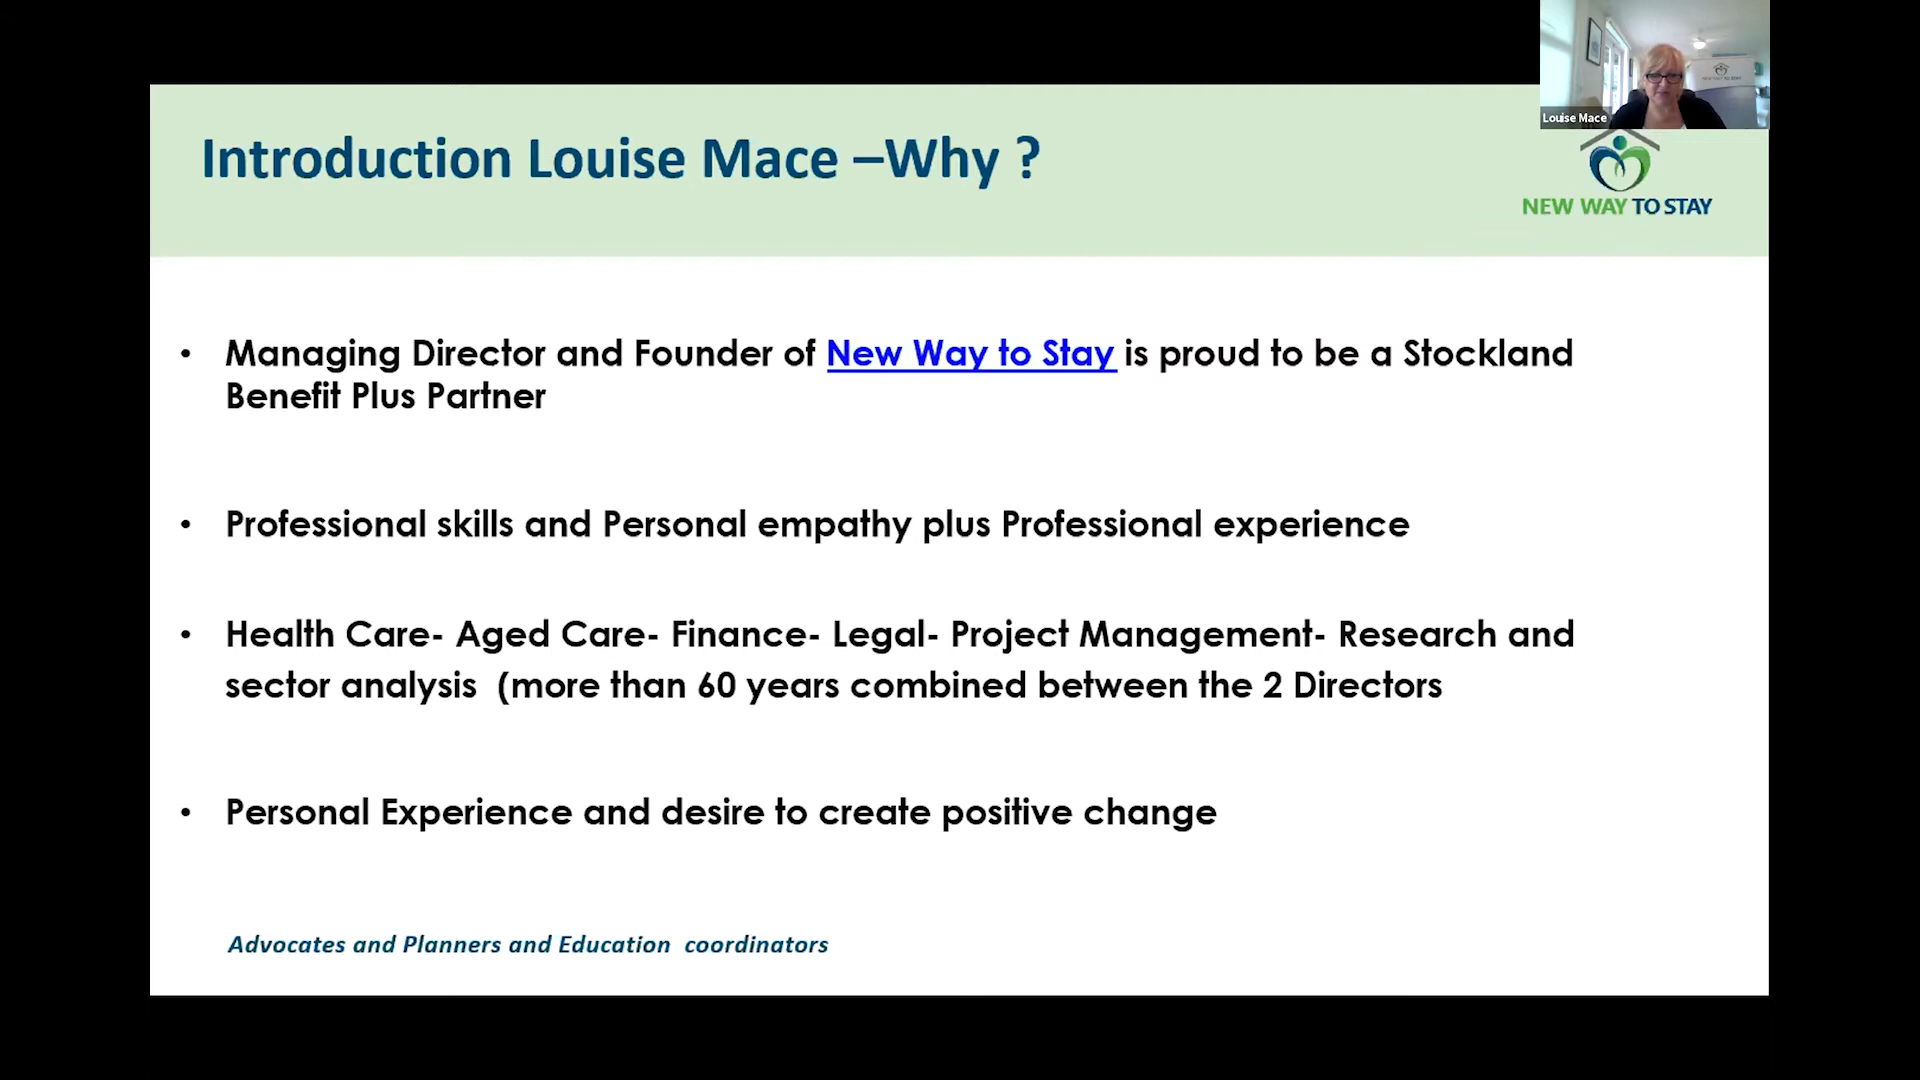 Louise Mace
Introduction Louise Mace –Why ?
NEW WAY TO STAY
• Managing Director and Founder of New Way to Stay is proud to be a Stockland
Benefit Plus Partner
• Professional skills and Personal empathy plus Professional experience
• Health Care- Aged Care- Finance- Legal- Project Management- Research and
sector analysis  (more than 60 years combined between the 2 Directors
• Personal Experience and desire to create positive change
Advocates and Planners and Education  coordinators